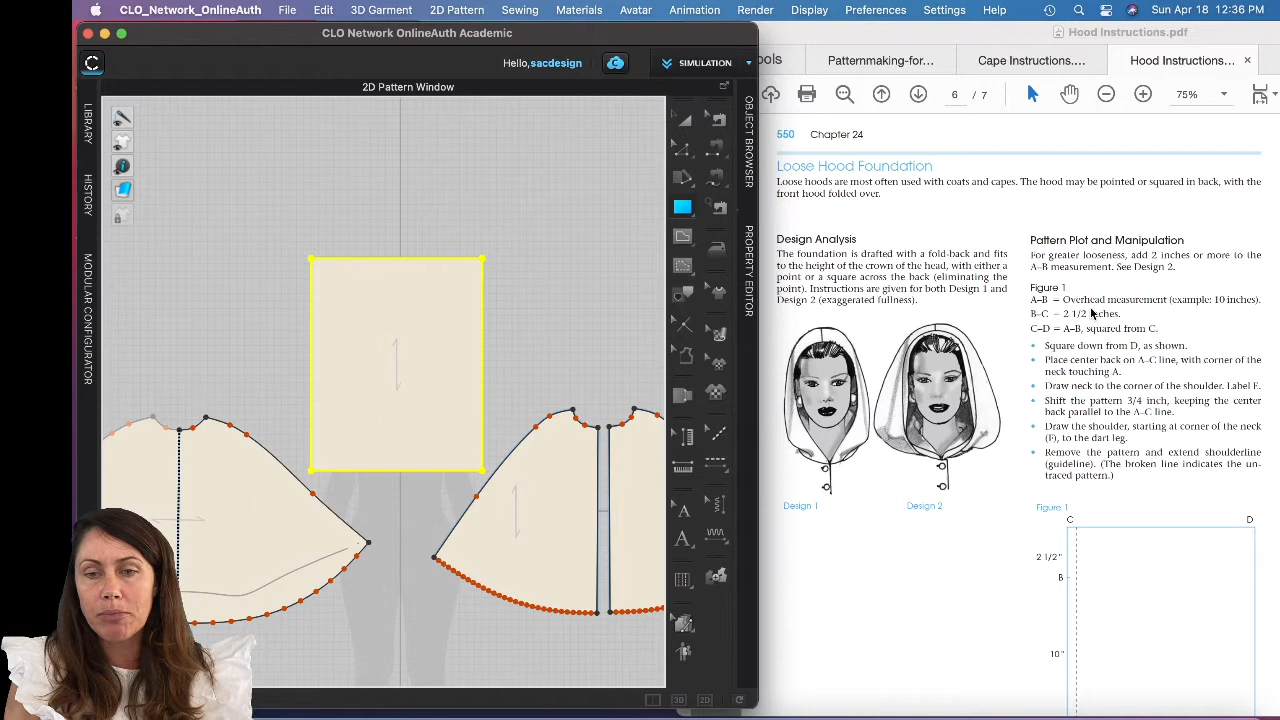 CLO_Network_OnlineAuth File Edit 3D Garment 2D Pattern Sewing Materials Avatar Animation Render Display Preferences Settings Help Sun Apr 18 12:36 PM
CLO Network OnlineAuth Academic
Hood Instructions.pdf
Hello,sacdesign
SIMULATION
ools Patternmaking-for... Cape Instructions.... Hood Instructions...
2D Pattern Window
6 / 7 75%
LIBRARY
HISTORY
MODULAR CONFIGURATOR
OBJECT BROWSER
PROPERTY EDITOR
3D 2D
550 Chapter 24
Loose Hood Foundation
Loose hoods are most often used with coats and capes. The hood may be pointed or squared in back, with the
front hood folded over.
Design Analysis
The foundation is drafted with a fold-back and fits
to the height of the crown of the head, with either a
point or a square across the back (eliminating the
point). Instructions are given for both Design 1 and
Design 2 (exaggerated fullness).
Design 1 Design 2
Pattern Plot and Manipulation
For greater looseness, add 2 inches or more to the
A–B measurement. See Design 2.
Figure 1
A–B = Overhead measurement (example: 10 inches).
B–C = 2 1/2 inches.
C–D = A–B, squared from C.
• Square down from D, as shown.
• Place center back on A–C line, with corner of the
neck touching A.
• Draw neck to the corner of the shoulder. Label E.
• Shift the pattern 3/4 inch, keeping the center
back parallel to the A–C line.
• Draw the shoulder, starting at corner of the neck
(F), to the dart leg.
• Remove the pattern and extend shoulder line
(guideline). (The broken line indicates the un-
traced pattern.)
Figure 1
C D
2 1/2"
B
10"